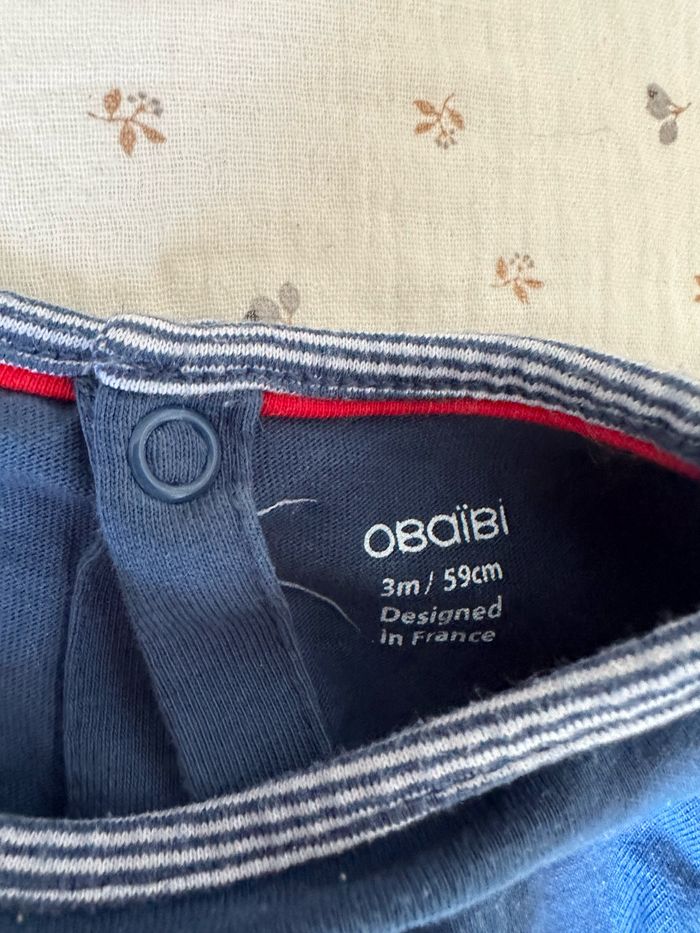 OBaïBi
3m / 59cm
Designed
in France